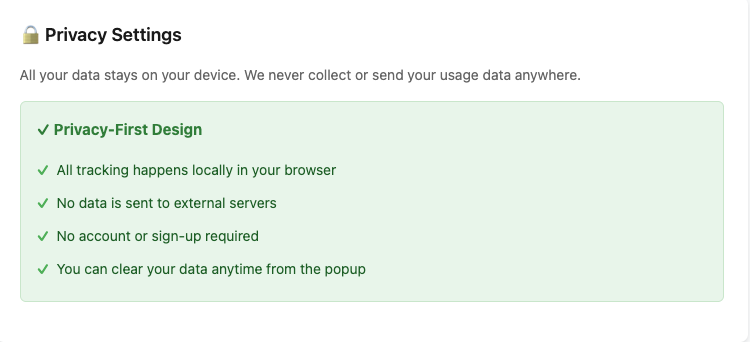 🔒 Privacy Settings
All your data stays on your device. We never collect or send your usage data anywhere.
✓ Privacy-First Design
✓ All tracking happens locally in your browser
✓ No data is sent to external servers
✓ No account or sign-up required
✓ You can clear your data anytime from the popup